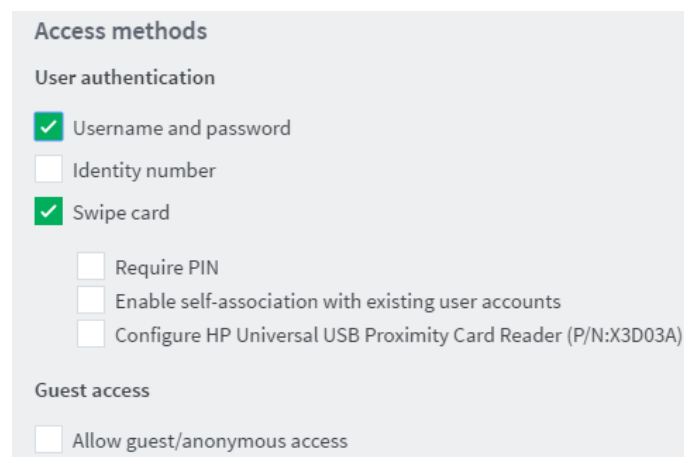 Access methods
User authentication
Username and password
Identity number
Swipe card
Require PIN
Enable self-association with existing user accounts
Configure HP Universal USB Proximity Card Reader (P/N:X3D03A)
Guest access
Allow guest/anonymous access